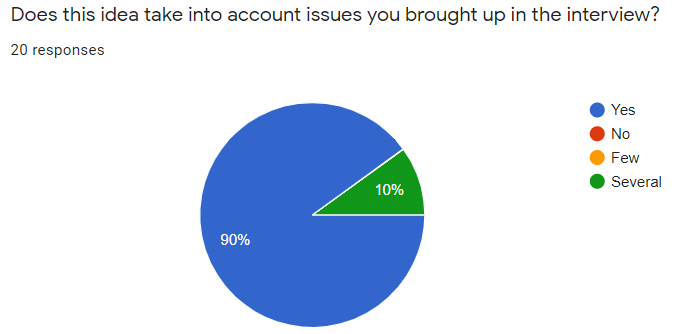 Does this idea take into account issues you brought up in the interview?
20 responses
Yes
No
Few
Several
10%
90%